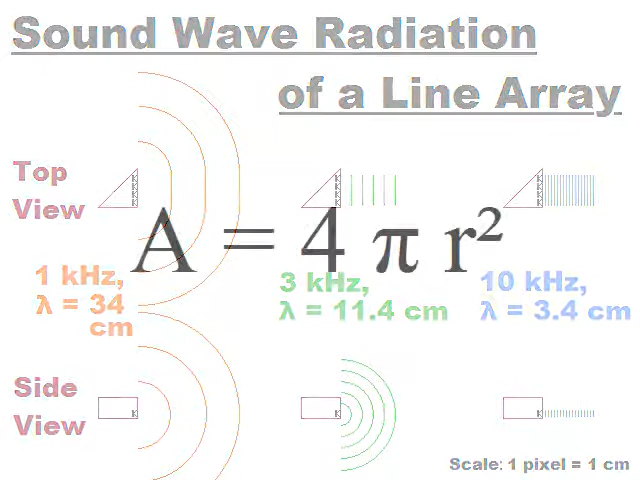 Sound Wave Radiation
of a Line Array
Top
View
A = 4 π r²
1 kHz,
λ = 34
cm
3 kHz,
λ = 11.4 cm
10 kHz,
λ = 3.4 cm
Side
View
Scale: 1 pixel = 1 cm